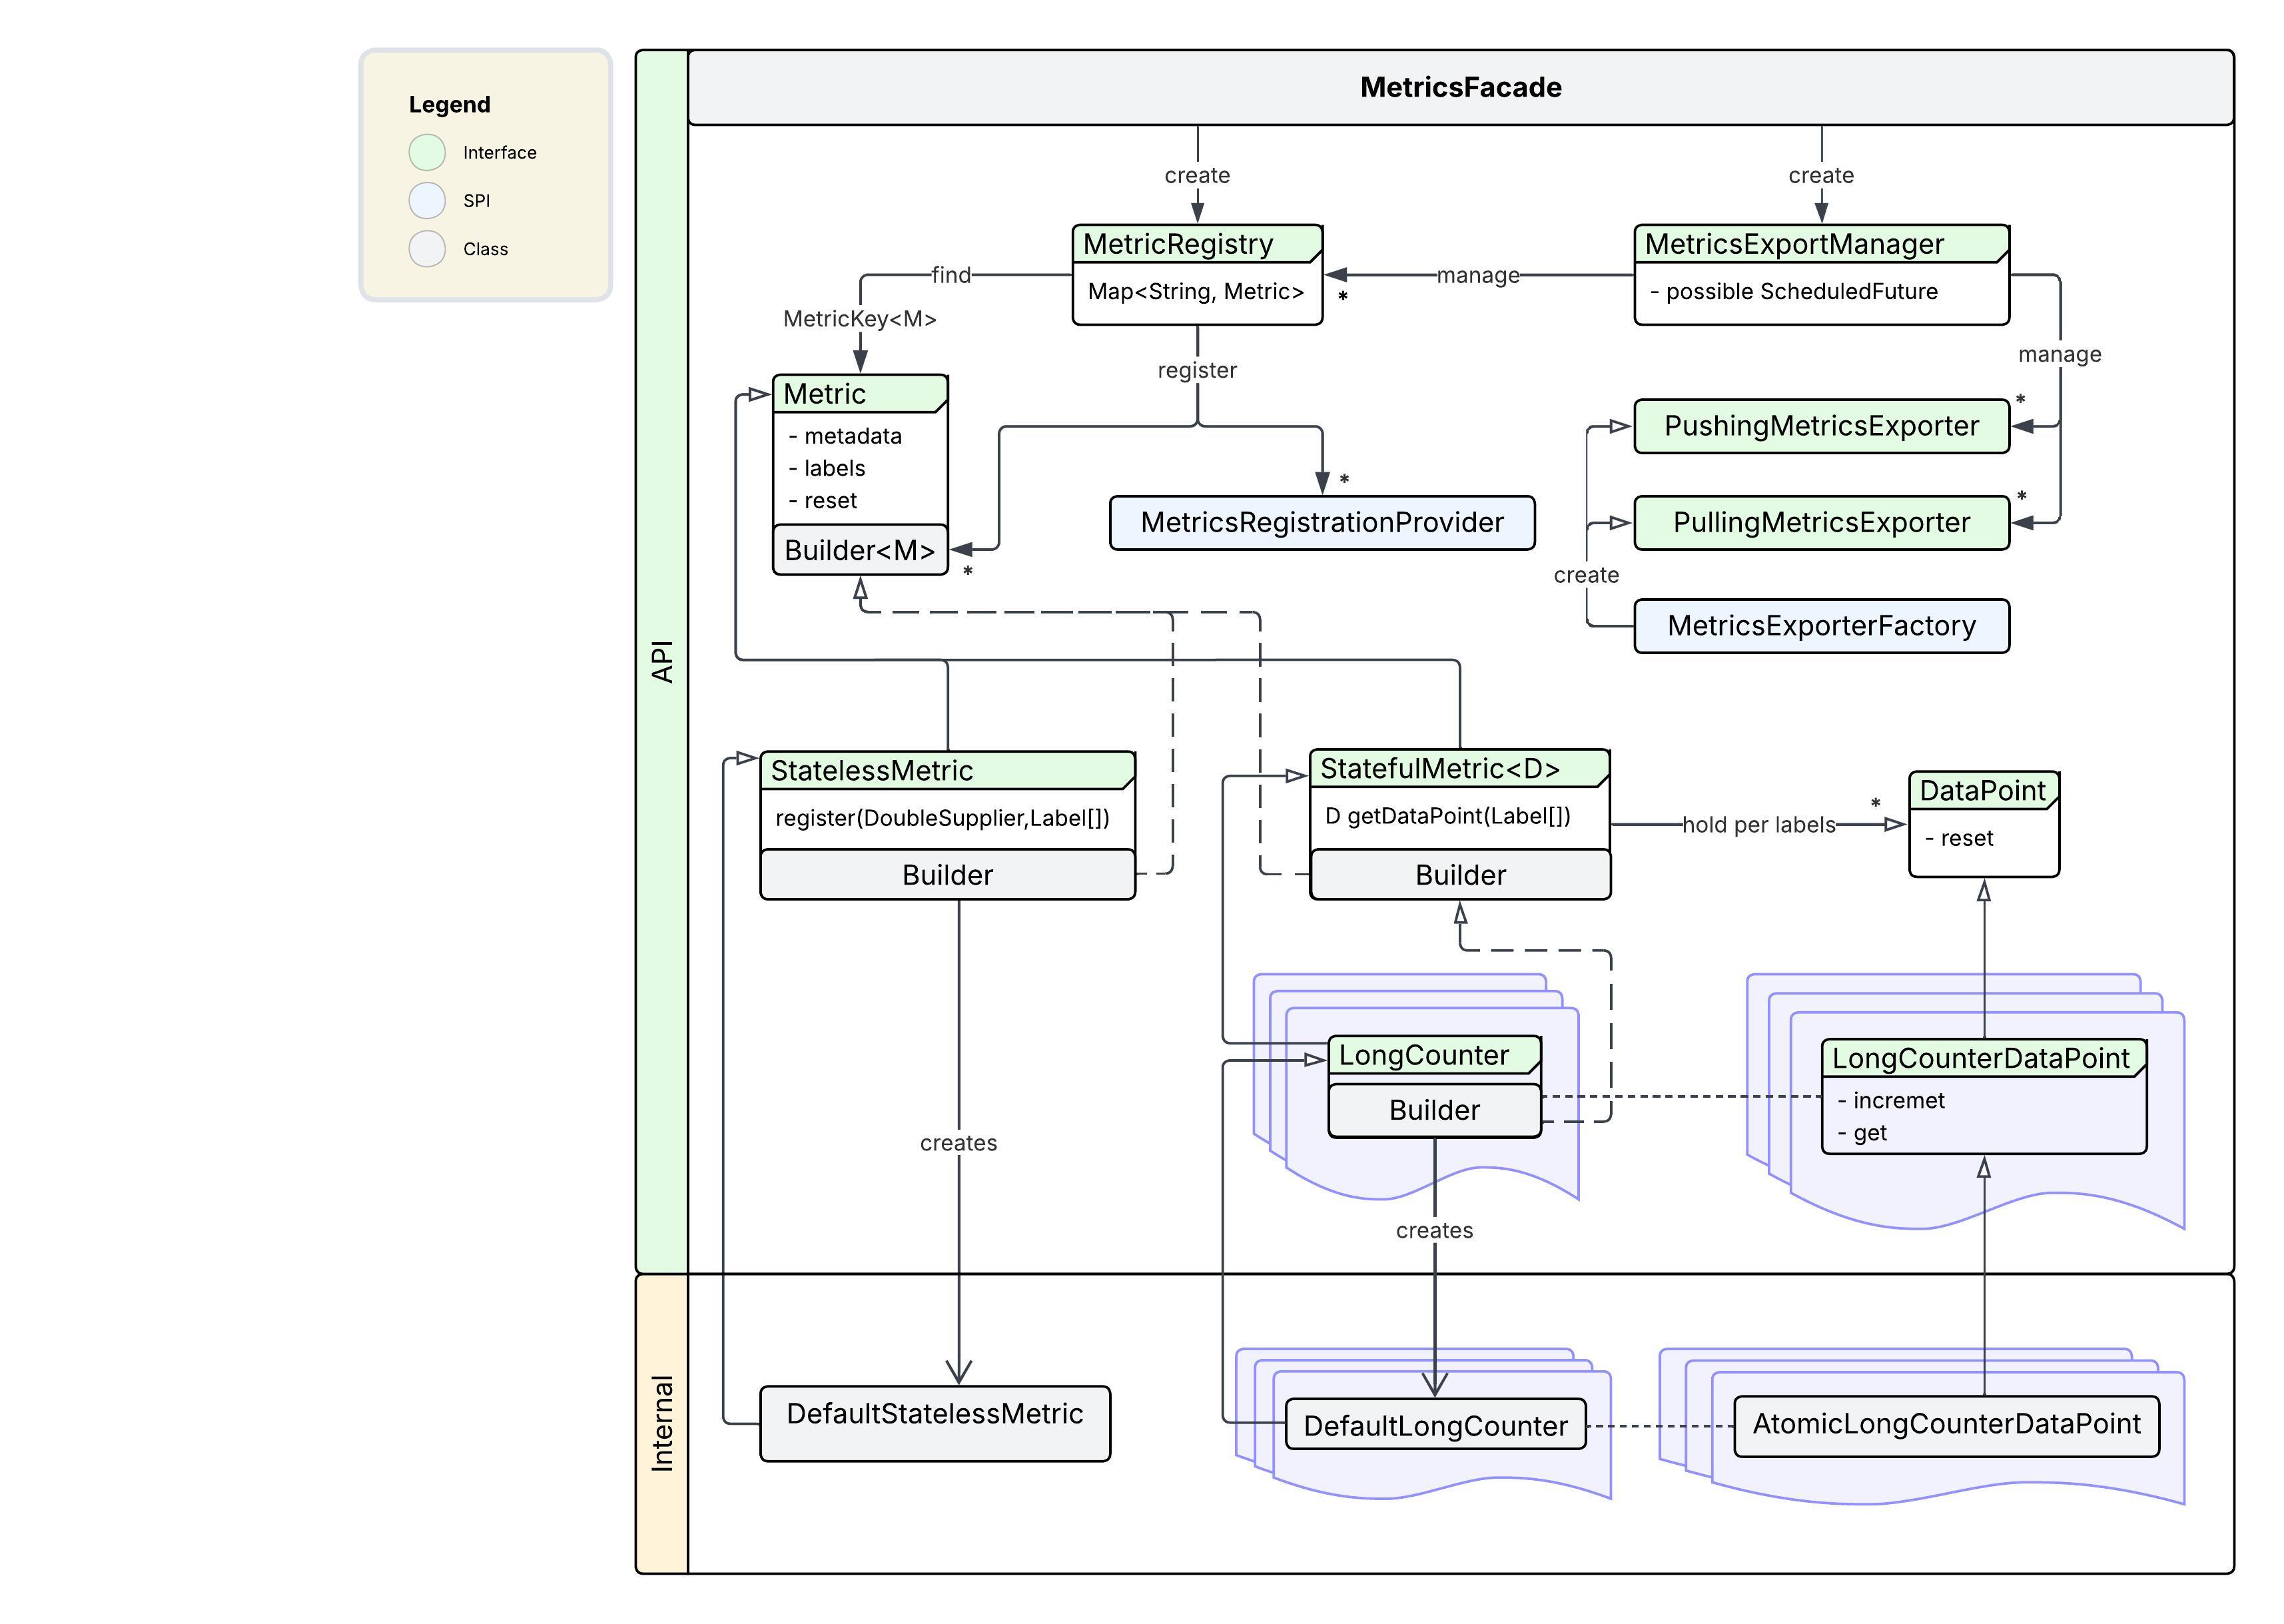 Legend
Interface
SPI
Class
API
MetricsFacade
create
create
MetricRegistry
Map<String, Metric>
*
manage
MetricsExportManager
- possible ScheduledFuture
find
MetricKey<M>
register
manage
Metric
- metadata
- labels
- reset
Builder<M>
*
*
MetricsRegistrationProvider
*
PushingMetricsExporter
*
PullingMetricsExporter
create
MetricsExporterFactory
StatelessMetric
register(DoubleSupplier,Label[])
Builder
StatefulMetric<D>
D getDataPoint(Label[])
Builder
hold per labels
*
DataPoint
- reset
LongCounter
Builder
LongCounterDataPoint
- incremet
- get
creates
creates
Internal
DefaultStatelessMetric
DefaultLongCounter
AtomicLongCounterDataPoint